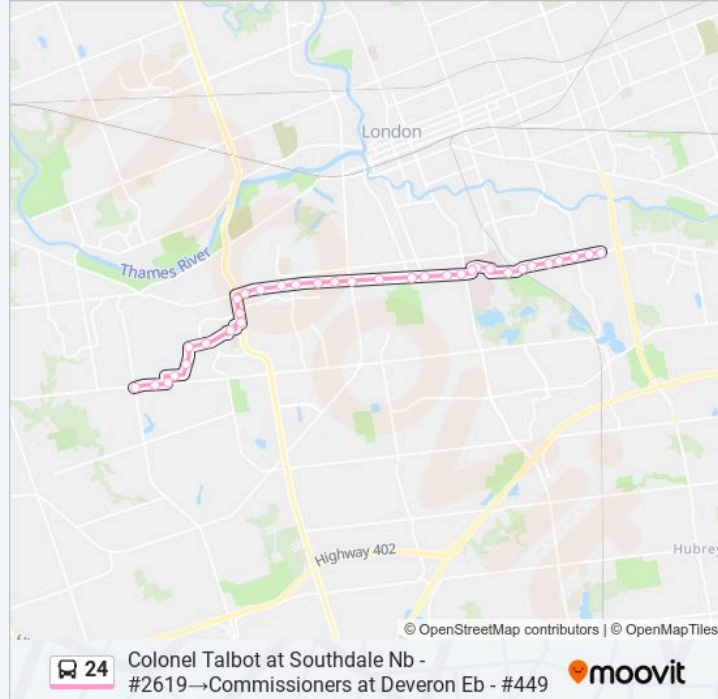 London
Thames River
Highway 402
Hubrey
© OpenStreetMap contributors | © OpenMapTiles
24
Colonel Talbot at Southdale Nb -
#2619→Commissioners at Deveron Eb - #449
moovit